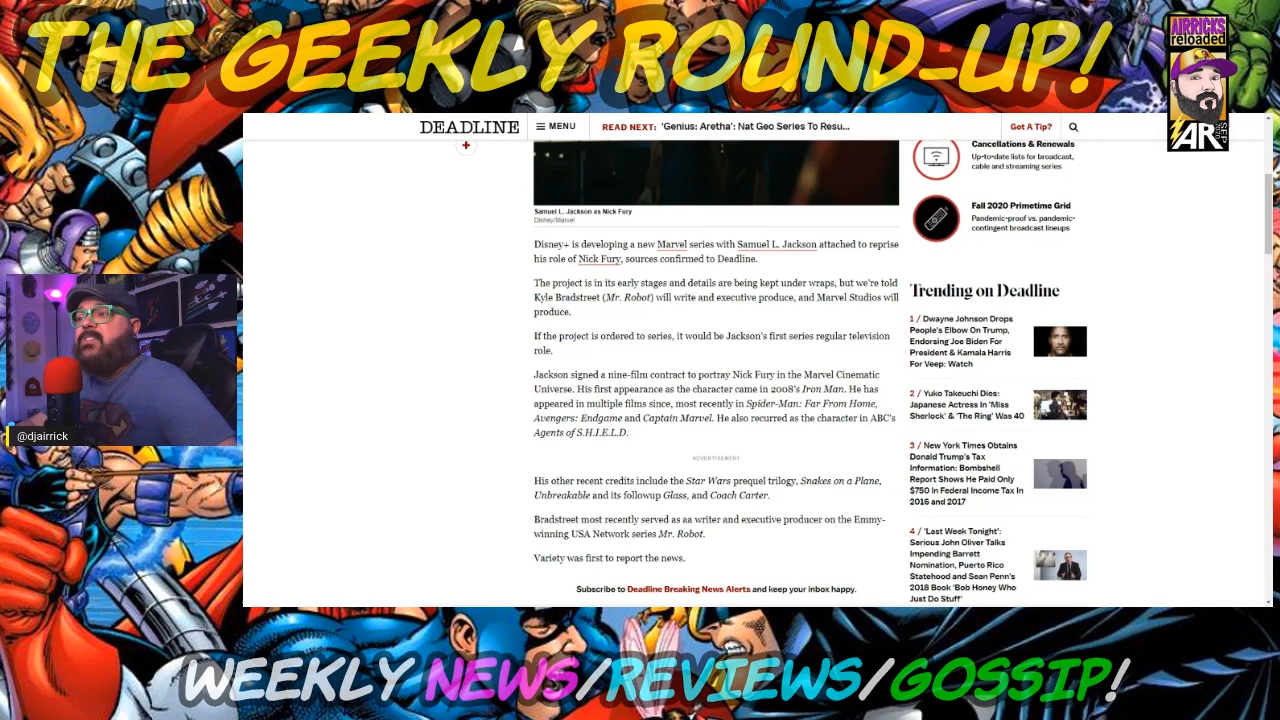 THE GEEKLY ROUND-UP!
AIRRICKS
reloaded
AR
DEADLINE
MENU
READ NEXT: 'Genius: Aretha': Nat Geo Series To Resu...
Got A Tip?
Samuel L. Jackson as Nick Fury
Disney/Marvel
Disney+ is developing a new Marvel series with Samuel L. Jackson attached to reprise
his role of Nick Fury, sources confirmed to Deadline.
The project is in its early stages and details are being kept under wraps, but we're told
Kyle Bradstreet (Mr. Robot) will write and executive produce, and Marvel Studios will
produce.
If the project is ordered to series, it would be Jackson's first series regular television
role.
Jackson signed a nine-film contract to portray Nick Fury in the Marvel Cinematic
Universe. His first appearance as the character came in 2008's Iron Man. He has
appeared in multiple films since, most recently in Spider-Man: Far From Home,
Avengers: Endgame and Captain Marvel. He also recurred as the character in ABC's
Agents of S.H.I.E.L.D.
ADVERTISEMENT
His other recent credits include the Star Wars prequel trilogy, Snakes on a Plane,
Unbreakable and its followup Glass, and Coach Carter.
Bradstreet most recently served as aa writer and executive producer on the Emmy-
winning USA Network series Mr. Robot.
Variety was first to report the news.
Subscribe to Deadline Breaking News Alerts and keep your inbox happy.
Cancellations & Renewals
Up-to-date lists for broadcast,
cable and streaming series
Fall 2020 Primetime Grid
Pandemic-proof vs. pandemic-
contingent broadcast lineups
Trending on Deadline
1 / Dwayne Johnson Drops
People's Elbow On Trump,
Endorsing Joe Biden For
President & Kamala Harris
For Veep: Watch
2 / Yuko Takeuchi Dies:
Japanese Actress In 'Miss
Sherlock' & 'The Ring' Was 40
3 / New York Times Obtains
Donald Trump's Tax
Information: Bombshell
Report Shows He Paid Only
$750 In Federal Income Tax In
2016 and 2017
4 / 'Last Week Tonight':
Serious John Oliver Talks
Impending Barrett
Nomination, Puerto Rico
Statehood and Sean Penn's
2018 Book 'Bob Honey Who
Just Do Stuff'
@djairrick
WEEKLY NEWS/REVIEWS/GOSSIP!